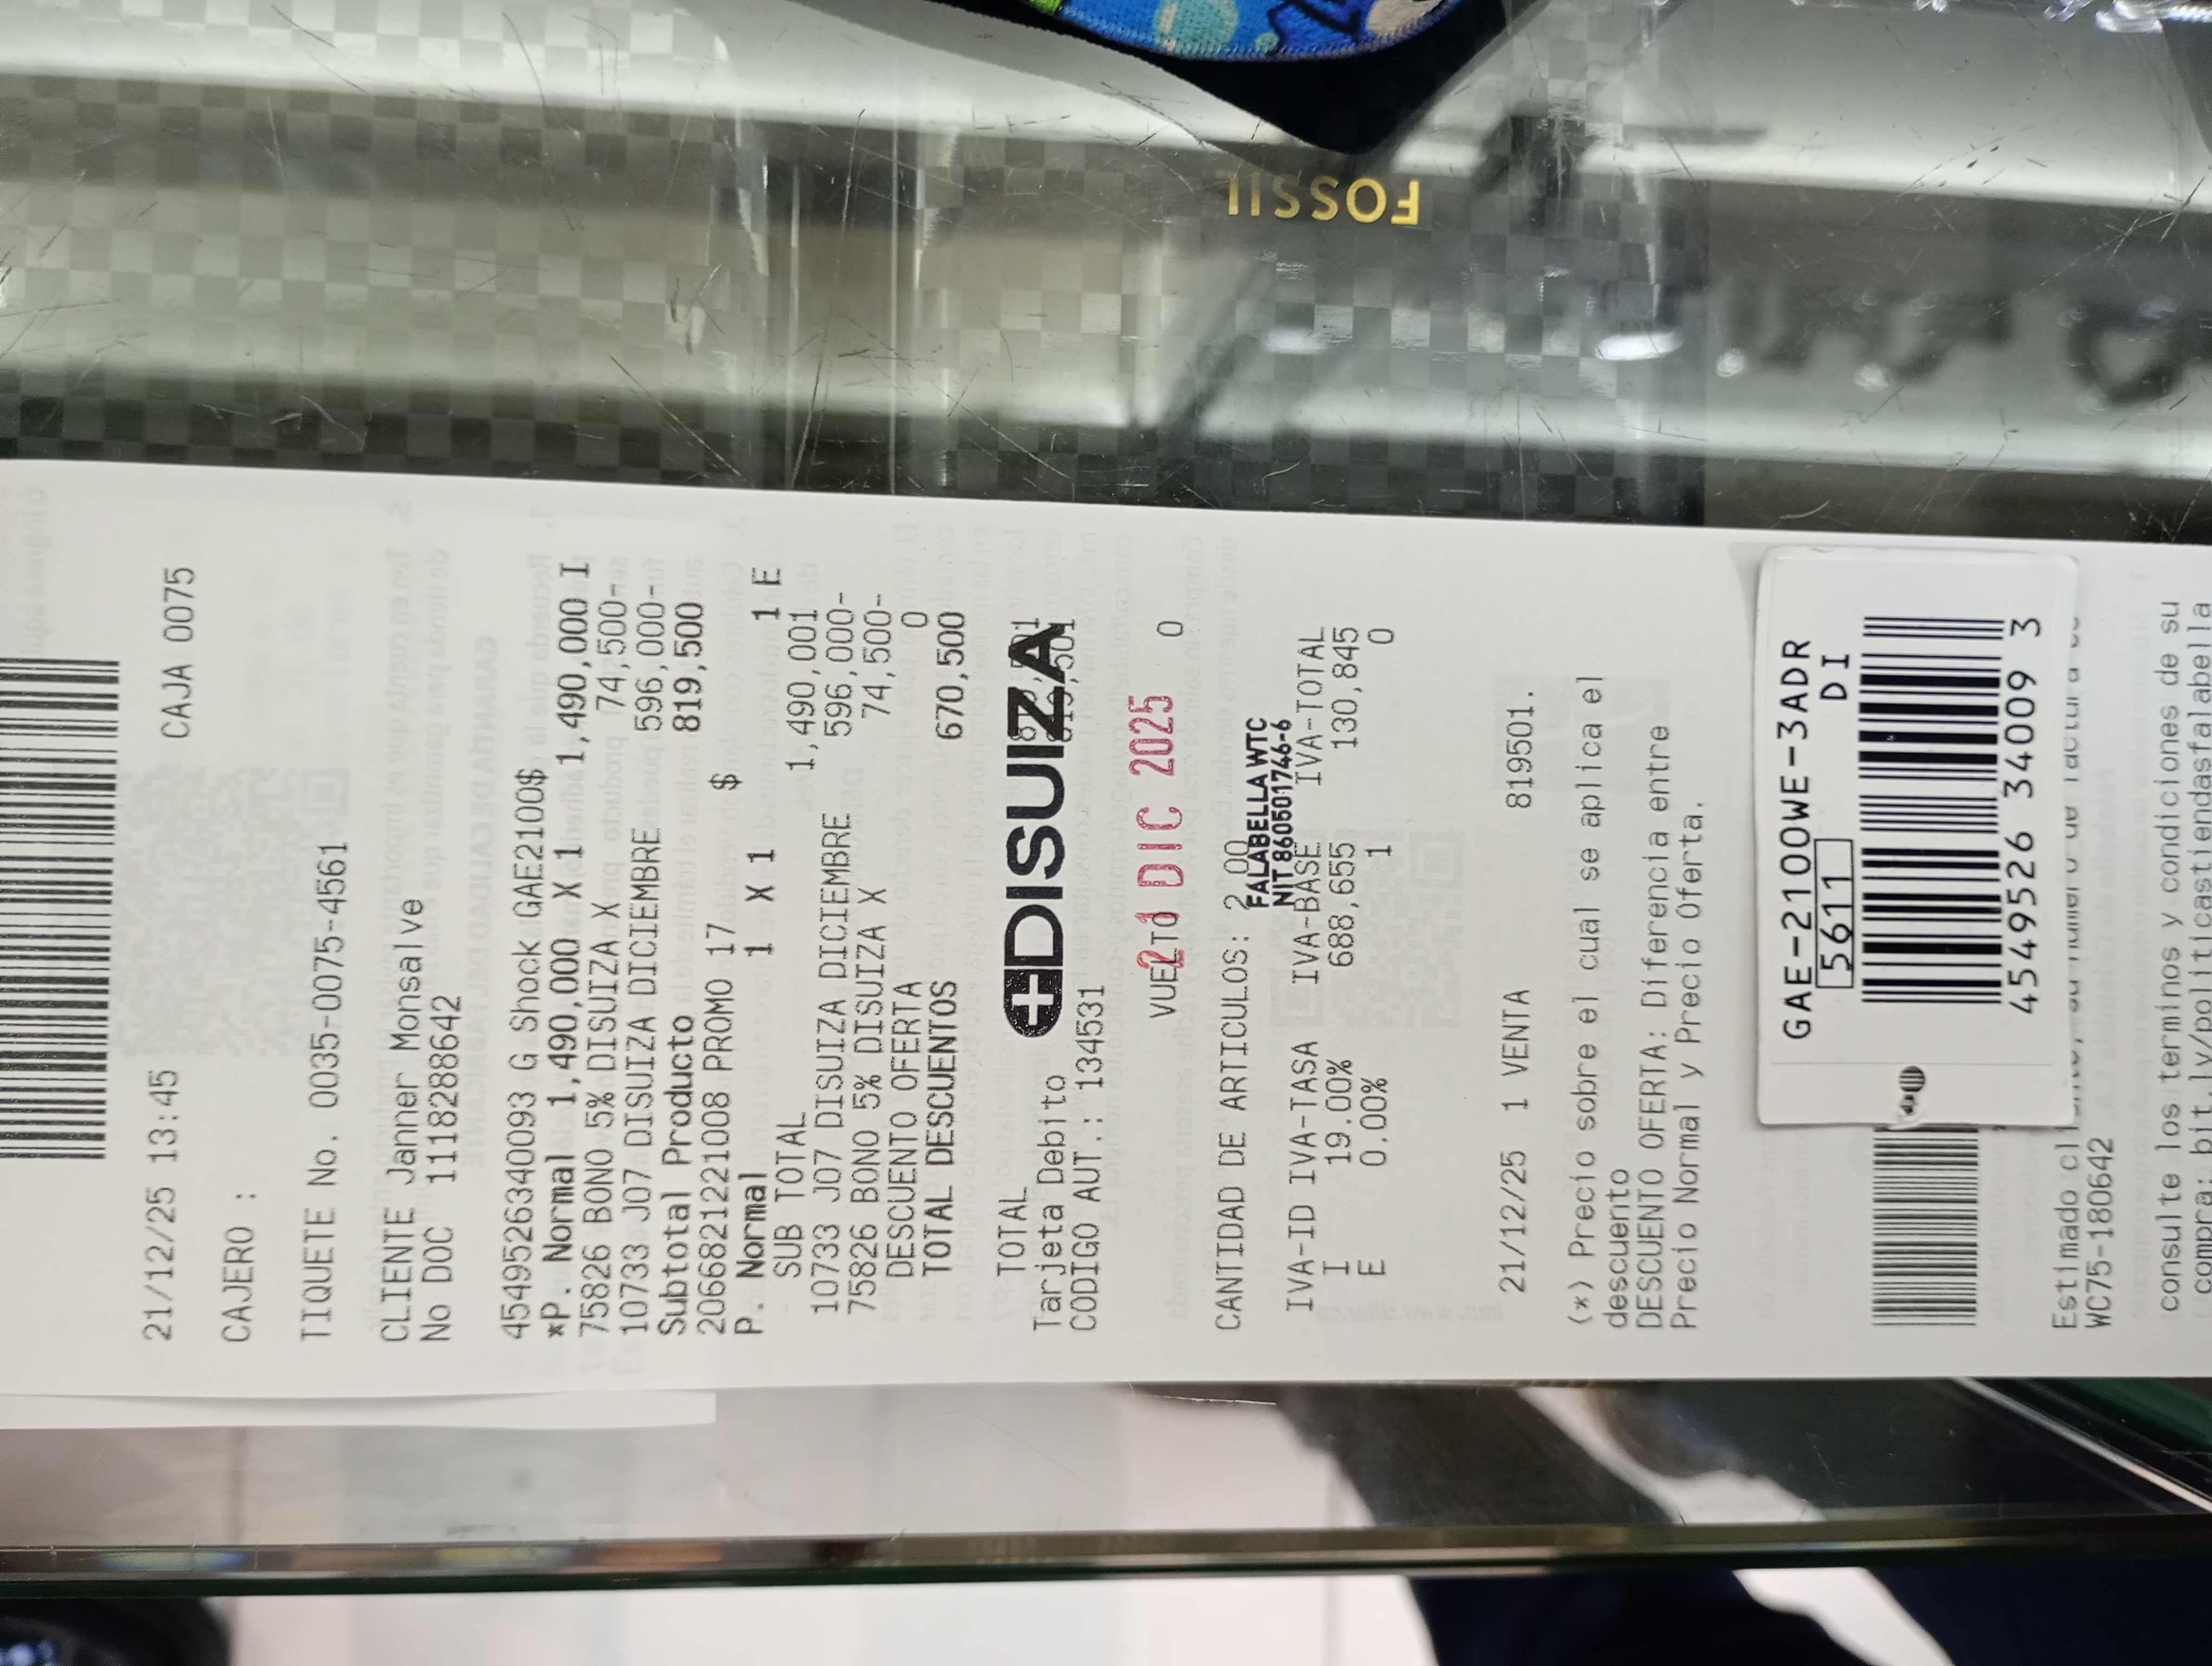 21/12/25 13:45 CAJA 0075
CAJERO :
TIQUETE No. 0035-0075-4561
CLIENTE Janner Monsalve
No DOC 1118288642
4549526340093 G Shock GAE2100$
*P. Normal 1,490,000 X 1 1,490,000 I
75826 BONO 5% DISUIZA X 74,500-
10733 J07 DISUIZA DICIEMBRE 596,000-
Subtotal Producto 819,500
2066821221008 PROMO 17 $
P. Normal 1 X 1 1 E
SUB TOTAL 1,490,001
10733 J07 DISUIZA DICIEMBRE 596,000-
75826 BONO 5% DISUIZA X 74,500-
DESCUENTO OFERTA 0
TOTAL DESCUENTOS 670,500
TOTAL
DISUIZA
Tarjeta Debito 819,501
CODIGO AUT.: 134531
VUELTO 0
21 DIC 2025
CANTIDAD DE ARTICULOS: 2.00
FALABELLA WTC
NIT 860501746-6
IVA-ID IVA-TASA IVA-BASE IVA-TOTAL
I 19.00% 688,655 130,845
E 0.00% 1 0
21/12/25 1 VENTA 819501.
(*) Precio sobre el cual se aplica el
descuento
DESCUENTO OFERTA: Diferencia entre
Precio Normal y Precio Oferta.
GAE-2100WE-3ADR
DI
5611
4549526 34009 3
Estimado
WC75-180642
consulte los terminos y condiciones de su
compra: bit.ly/politicastiendasfalabella
FOSSIL